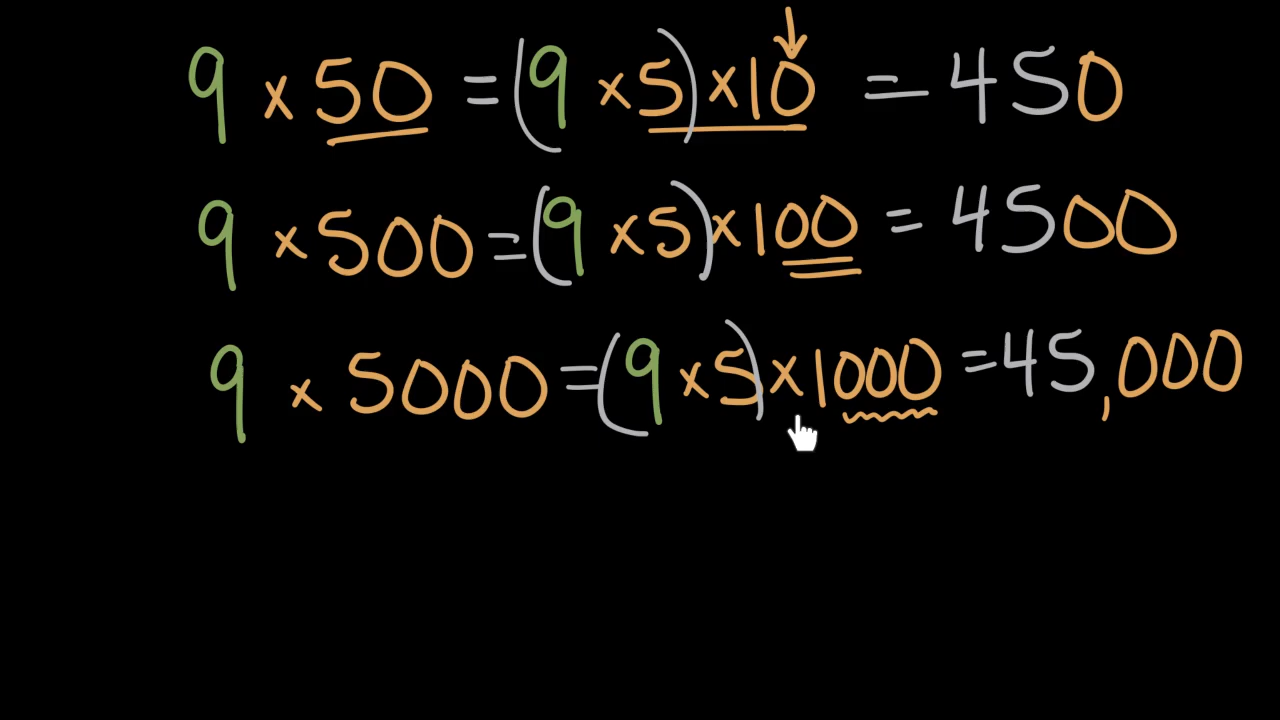 9 × 50 = (9 × 5) × 10 = 450
9 × 500 = (9 × 5) × 100 = 4500
9 × 5000 = (9 × 5) × 1000 = 45,000